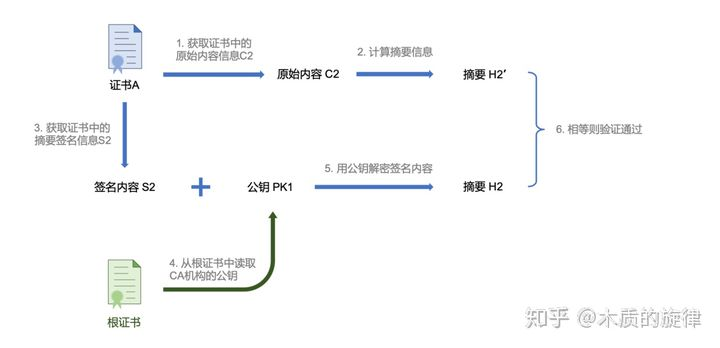 1. 获取证书中的
原始内容信息C2
2. 计算摘要信息
证书A
原始内容 C2
摘要 H2′
3. 获取证书中的
摘要签名信息S2
6. 相等则验证通过
5. 用公钥解密签名内容
签名内容 S2
+
公钥 PK1
摘要 H2
4. 从根证书中读取
CA机构的公钥
根证书
知乎 @木质的旋律